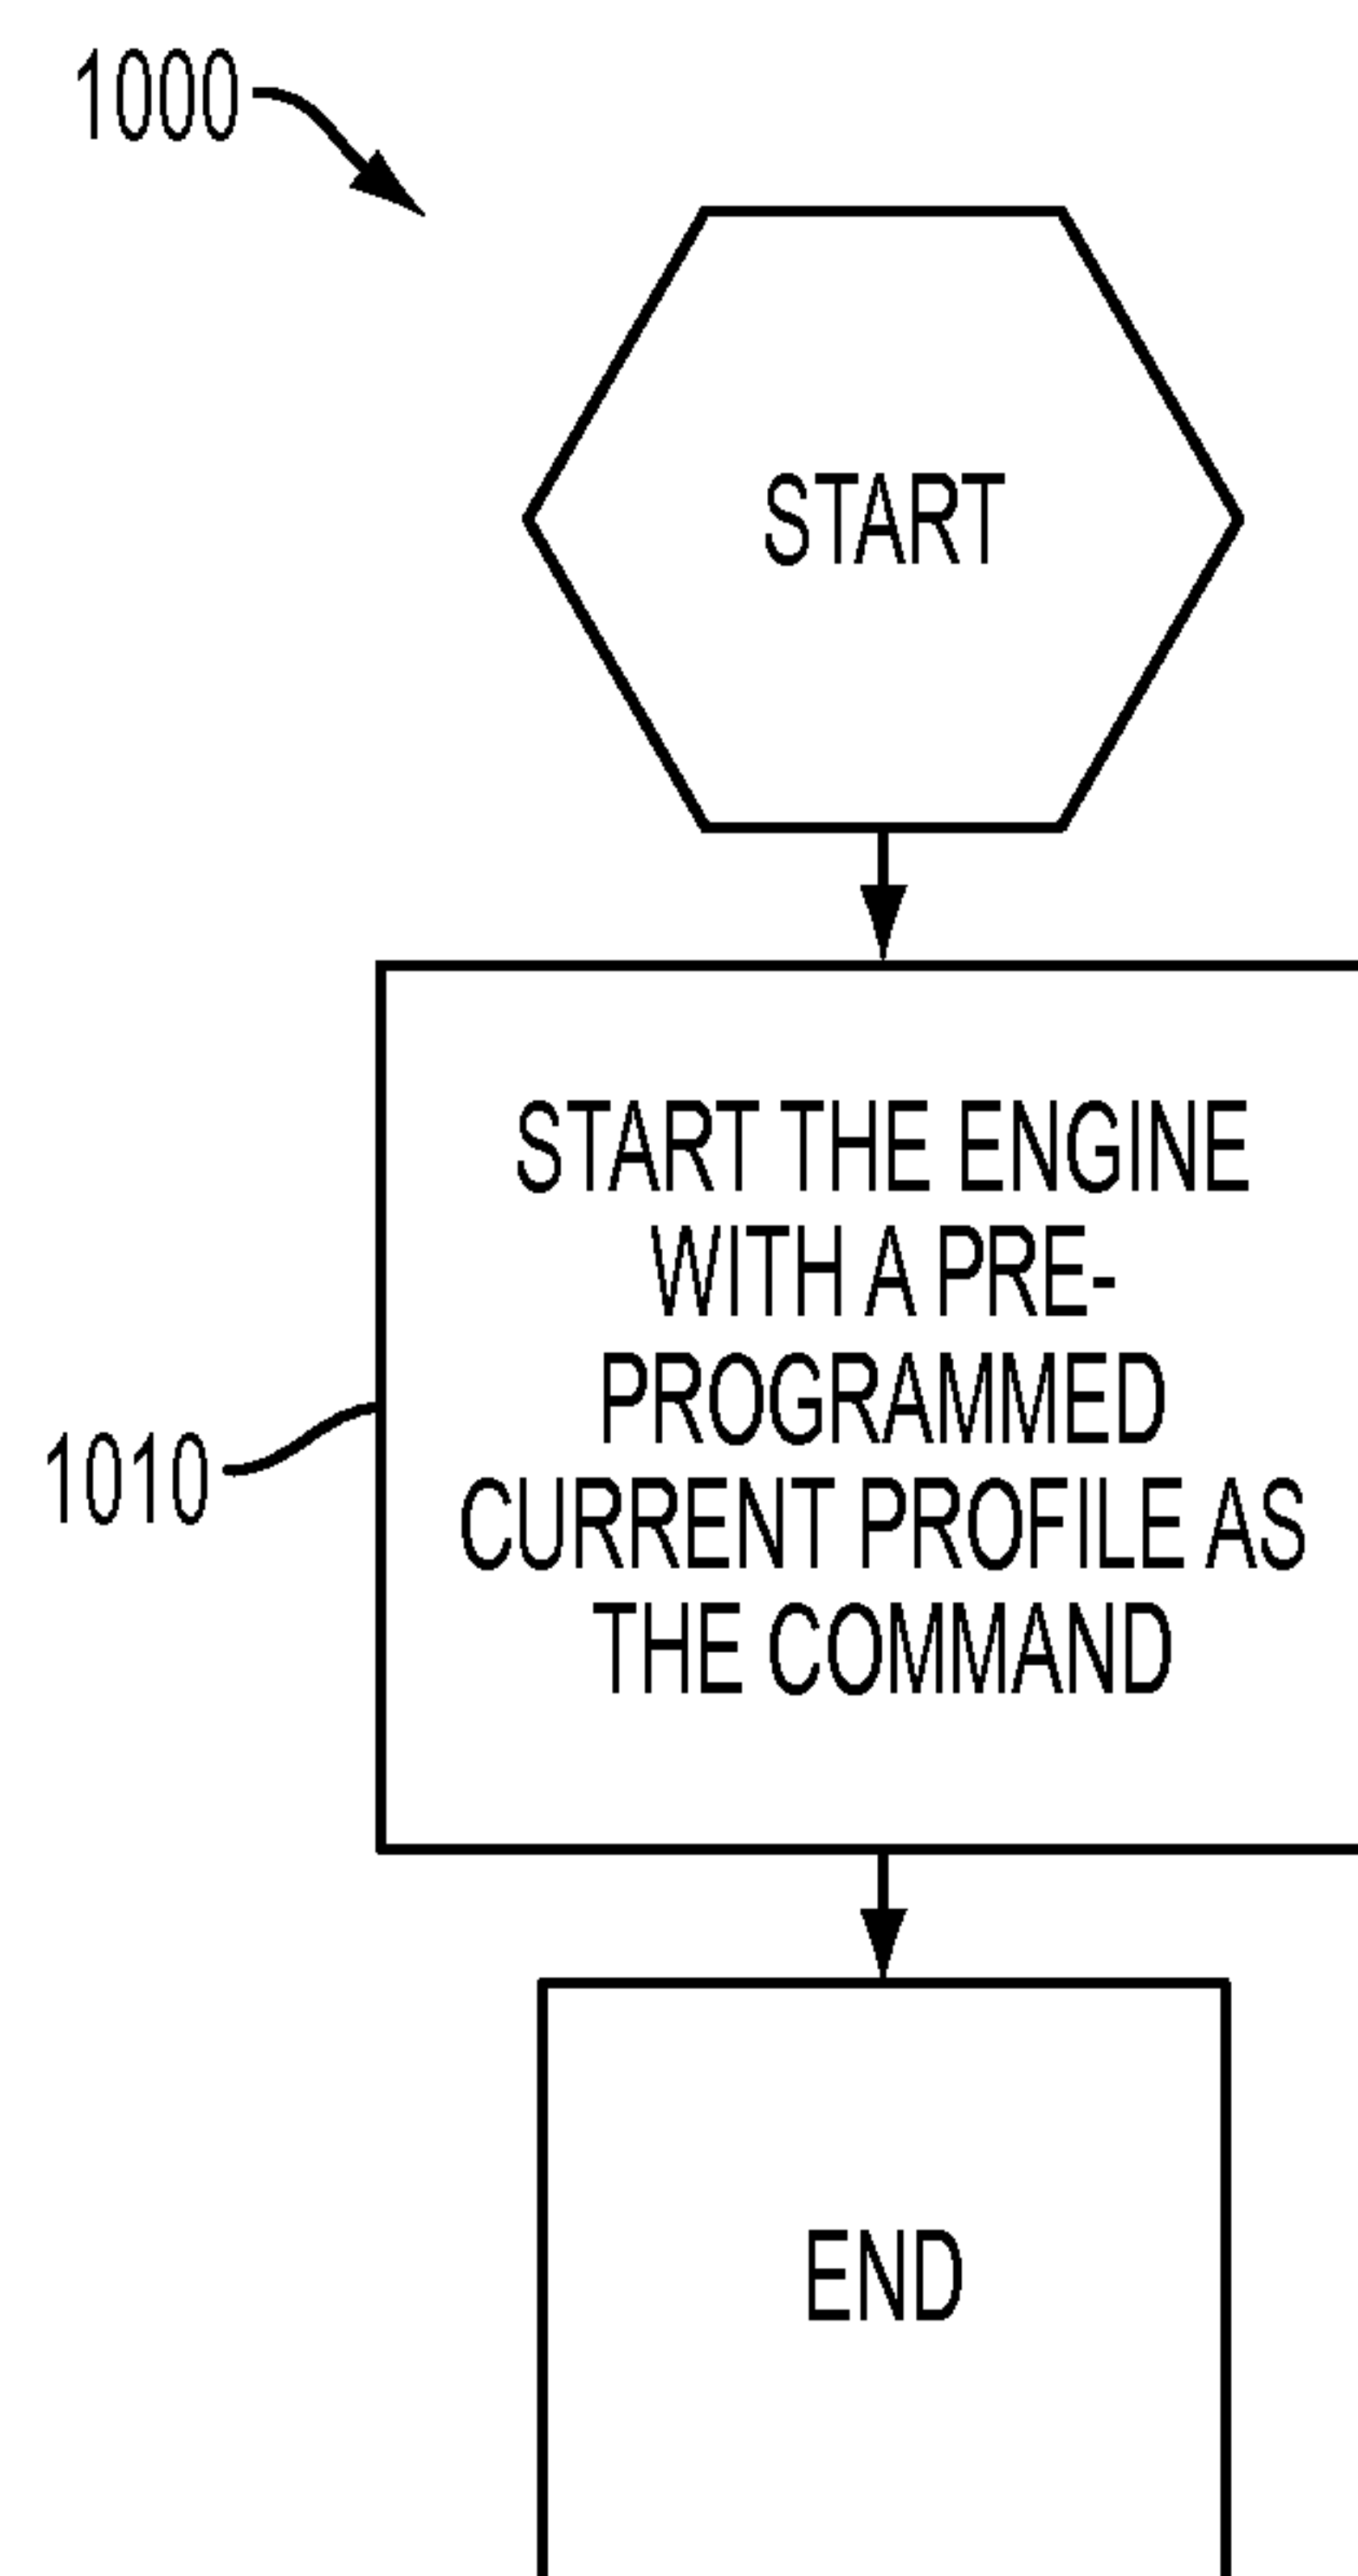 1000
START
START THE ENGINE
WITH A PRE-
PROGRAMMED
CURRENT PROFILE AS
THE COMMAND
1010
END